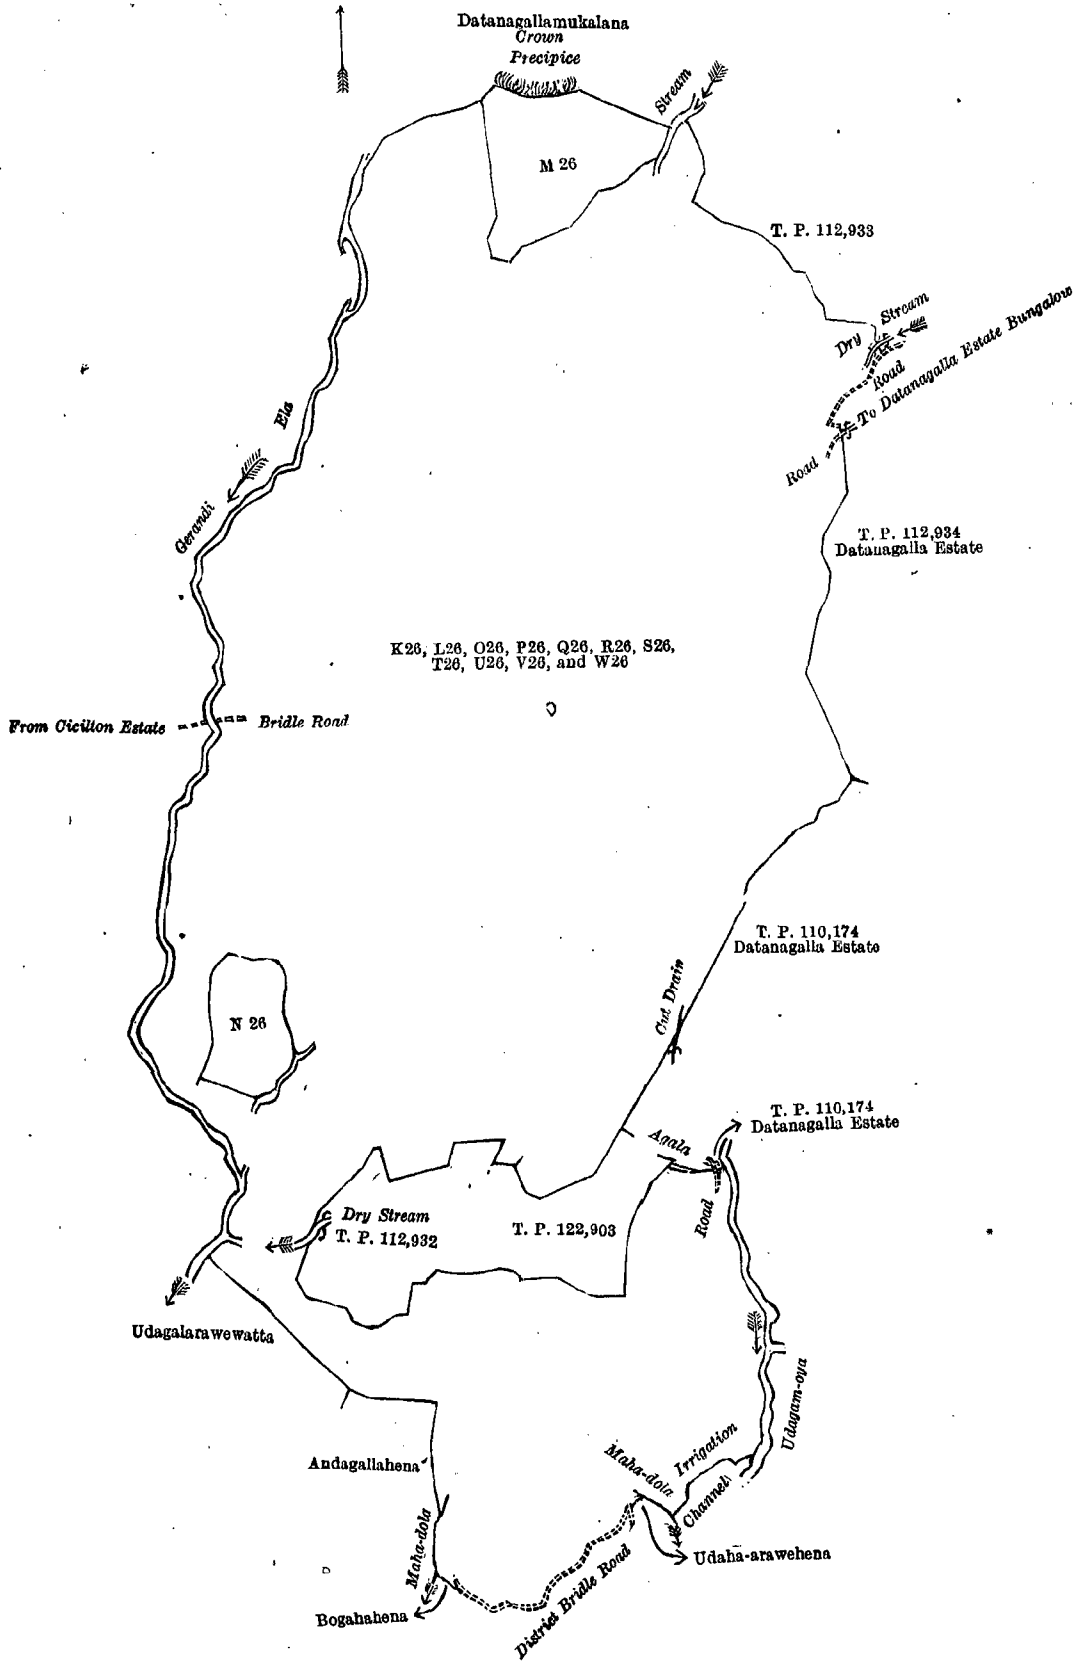 Datanagallamukalana
Crown
Precipice
Stream
M 26
T. P. 112,933
Dry Stream
Road
To Datanagalla Estate Bungalow
Road
Ela
Gerandi
T. P. 112,934
Datanagalla Estate
K26, L26, O26, P26, Q26, R26, S26,
T26, U26, V26, and W26
From Cicilton Estate
Bridle Road
T. P. 110,174
Datanagalla Estate
Cut Drain
N 26
T. P. 110,174
Datanagalla Estate
Agala
Road
Dry Stream
T. P. 112,932
T. P. 122,903
Udagalarawewatta
Udagam-oya
Andagallahena
Maha-dola
Irrigation
Channel
Maha-dola
Udaha-arawehena
District Bridle Road
Bogahahena